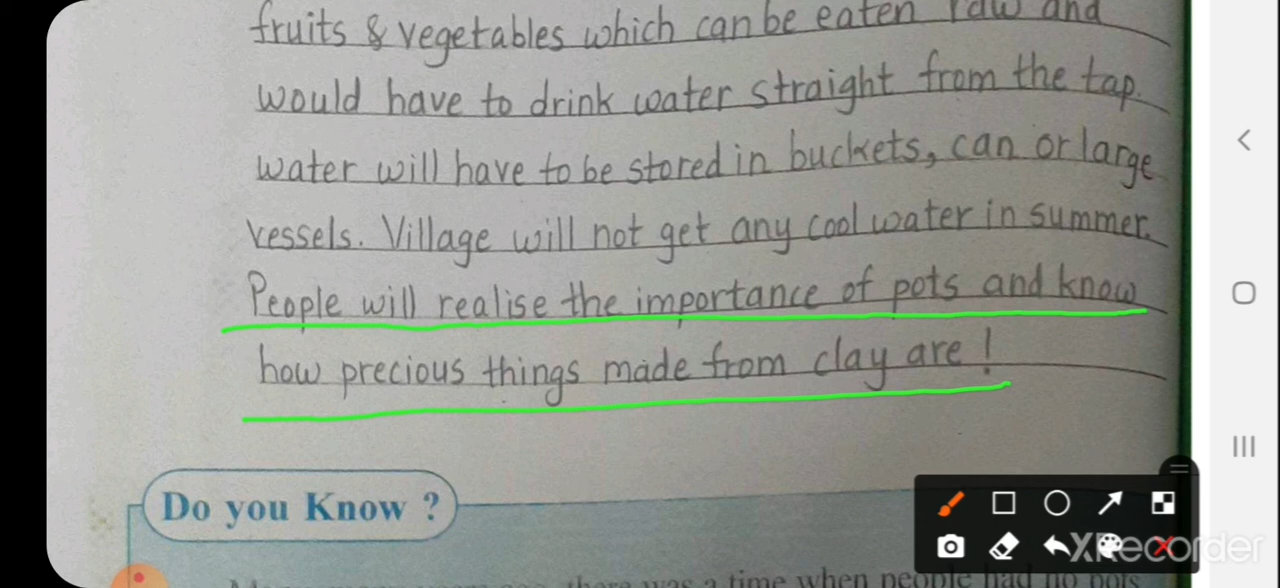 fruits & vegetables which can be eaten raw and
would have to drink water straight from the tap.
water will have to be stored in buckets, can or large
vessels. Village will not get any cool water in summer.
People will realise the importance of pots and know
how precious things made from clay are!
Do you Know ?
there was a time when people had no pots
XRecorder